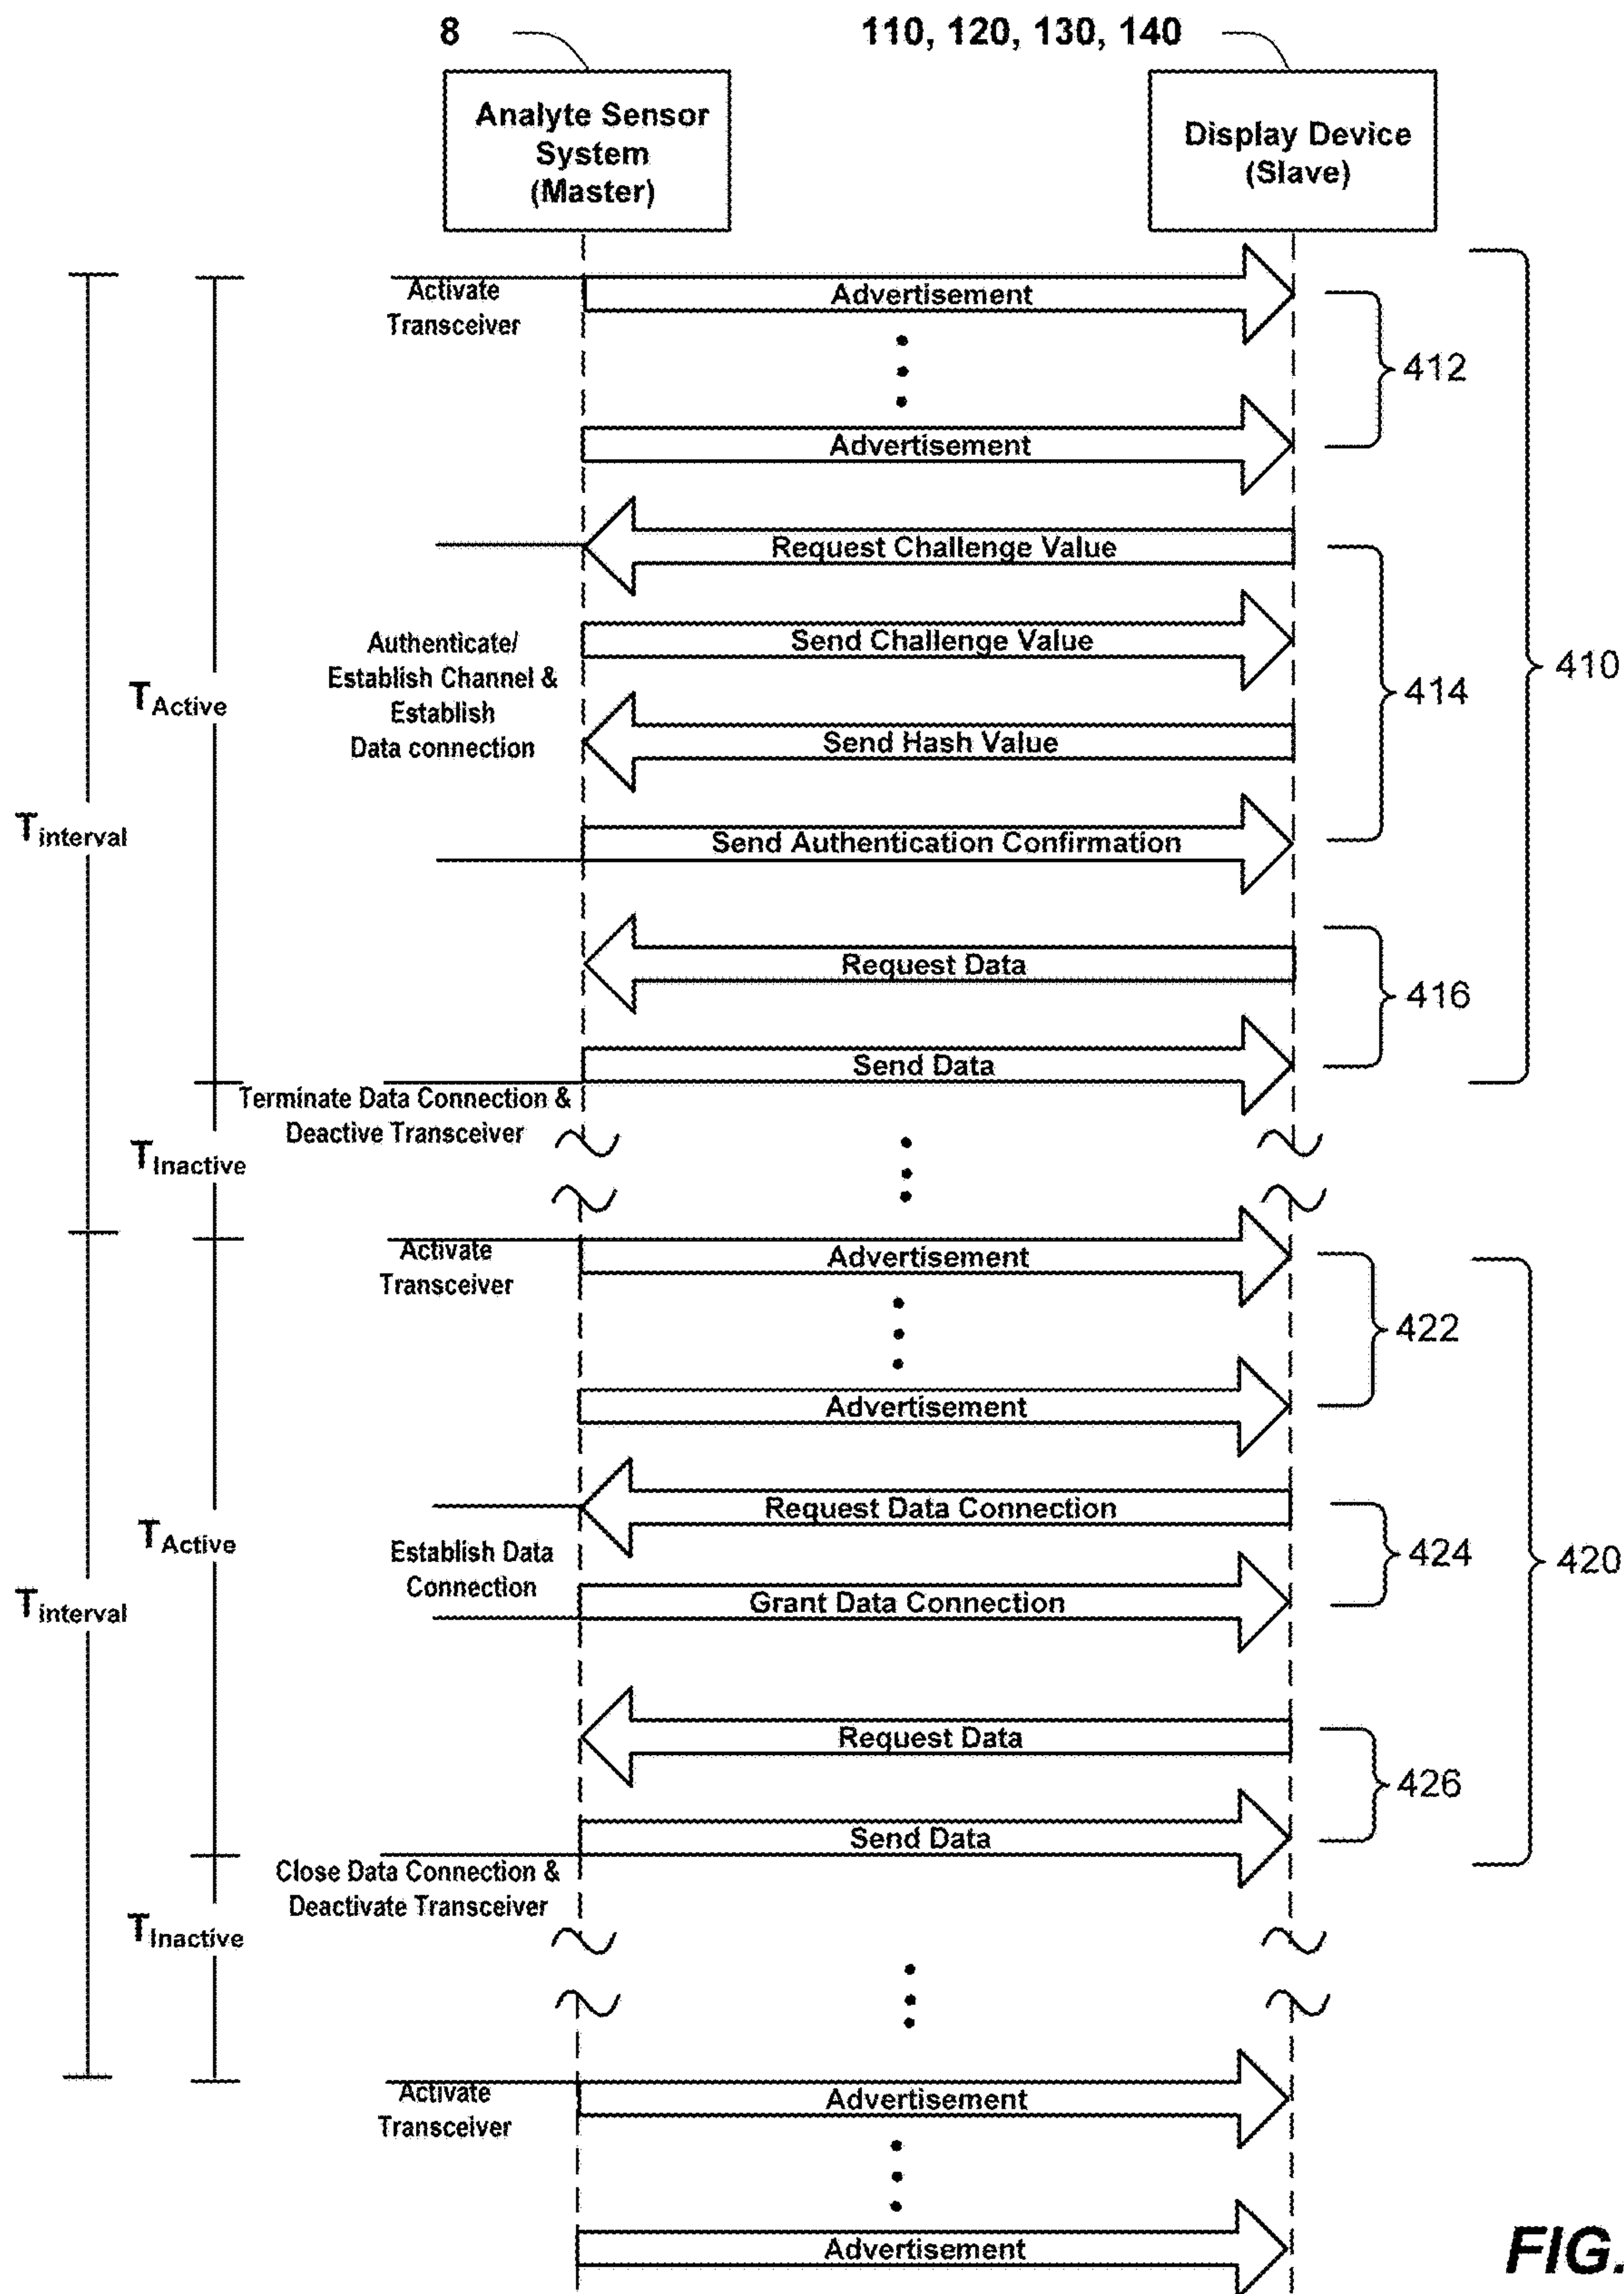 8
110, 120, 130, 140
Analyte Sensor
System
(Master)
Display Device
(Slave)
Activate
Transceiver
Advertisement
412
Advertisement
Request Challenge Value
Authenticate/
Establish Channel &
Establish
Data connection
Send Challenge Value
414
410
TActive
Send Hash Value
Tinterval
Send Authentication Confirmation
Request Data
416
Send Data
Terminate Data Connection &
Deactive Transceiver
TInactive
Activate
Transceiver
Advertisement
422
Advertisement
Request Data Connection
TActive
Establish Data
Connection
424
420
Tinterval
Grant Data Connection
Request Data
426
Send Data
Close Data Connection &
Deactivate Transceiver
TInactive
Activate
Transceiver
Advertisement
Advertisement
FIG.